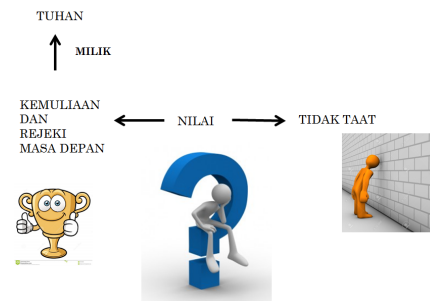 TUHAN
MILIK
KEMULIAAN
DAN
REJEKI
MASA DEPAN
NILAI
TIDAK TAAT